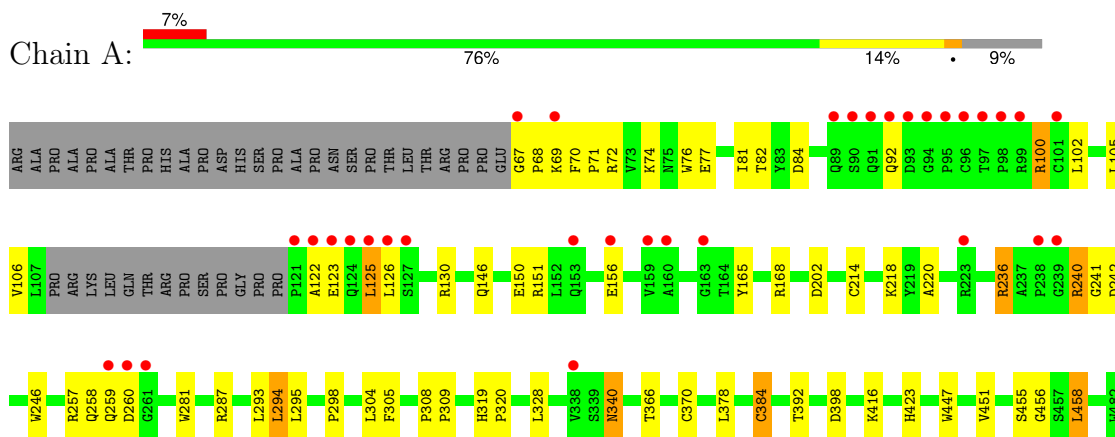 7%
Chain A:
76% 14% • 9%
ARG ALA PRO ALA PRO ALA THR PRO HIS ALA PRO ASP HIS SER PRO ALA PRO ASN SER PRO THR LEU THR ARG PRO PRO GLU G67 P68 K69 F70 P71 R72 V73 K74 N75 W76 E77 I81 T82 Y83 D84 Q89 S90 Q91 Q92 D93 G94 P95 C96 T97 P98 R99 R100 C101 L102 L105
V106 L107 PRO ARG LYS LEU GLN THR ARG PRO SER PRO GLY PRO PRO P121 A122 E123 Q124 L125 L126 S127 R130 Q146 E150 R151 L152 Q153 E156 V159 A160 G163 T164 Y165 R168 D202 C214 K218 Y219 A220 R223 R236 A237 P238 G239 R240 G241
W246 R257 Q258 Q259 D260 G261 W281 R287 L293 L294 L295 P298 L304 F305 P308 P309 H319 P320 L328 V338 S339 N340 T366 C370 L378 C384 T392 D398 K416 H423 W447 V451 S455 G456 S457 L458